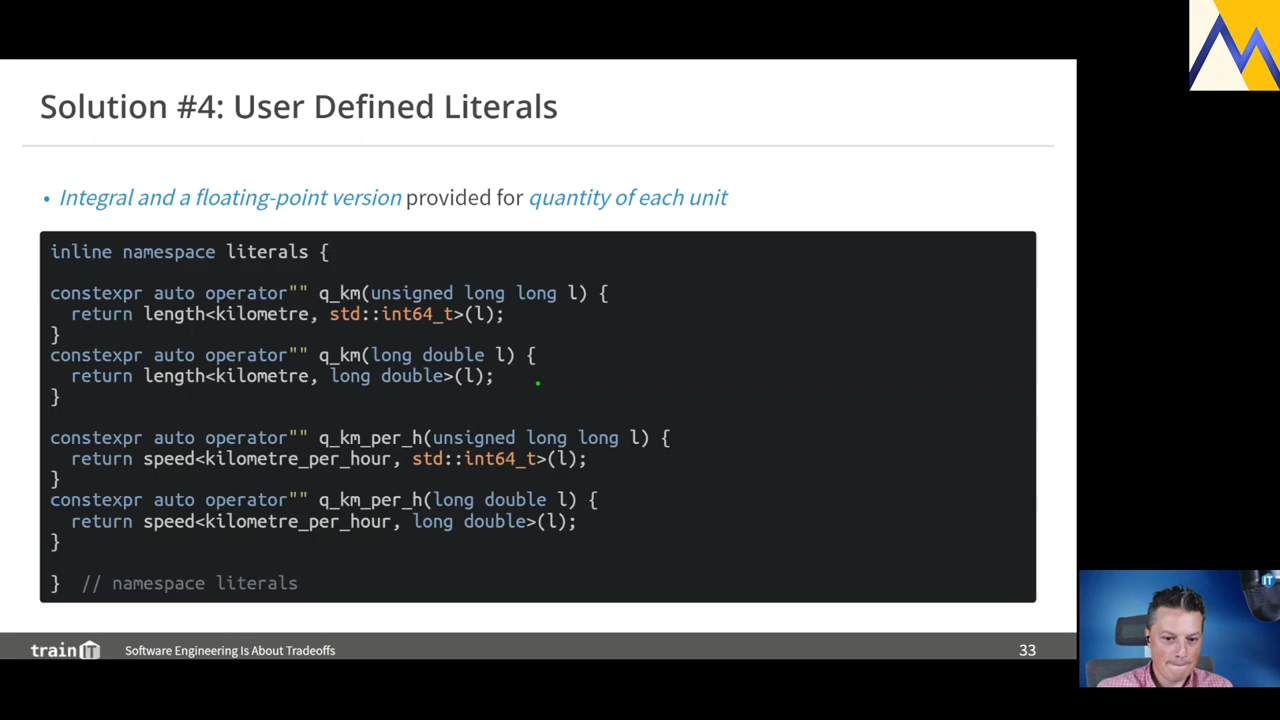 Solution #4: User Defined Literals
• Integral and a floating-point version provided for quantity of each unit
inline namespace literals {
constexpr auto operator"" q_km(unsigned long long l) {
  return length<kilometre, std::int64_t>(l);
}
constexpr auto operator"" q_km(long double l) {
  return length<kilometre, long double>(l);
}
constexpr auto operator"" q_km_per_h(unsigned long long l) {
  return speed<kilometre_per_hour, std::int64_t>(l);
}
constexpr auto operator"" q_km_per_h(long double l) {
  return speed<kilometre_per_hour, long double>(l);
}
}  // namespace literals
train IT
Software Engineering Is About Tradeoffs
33
IT